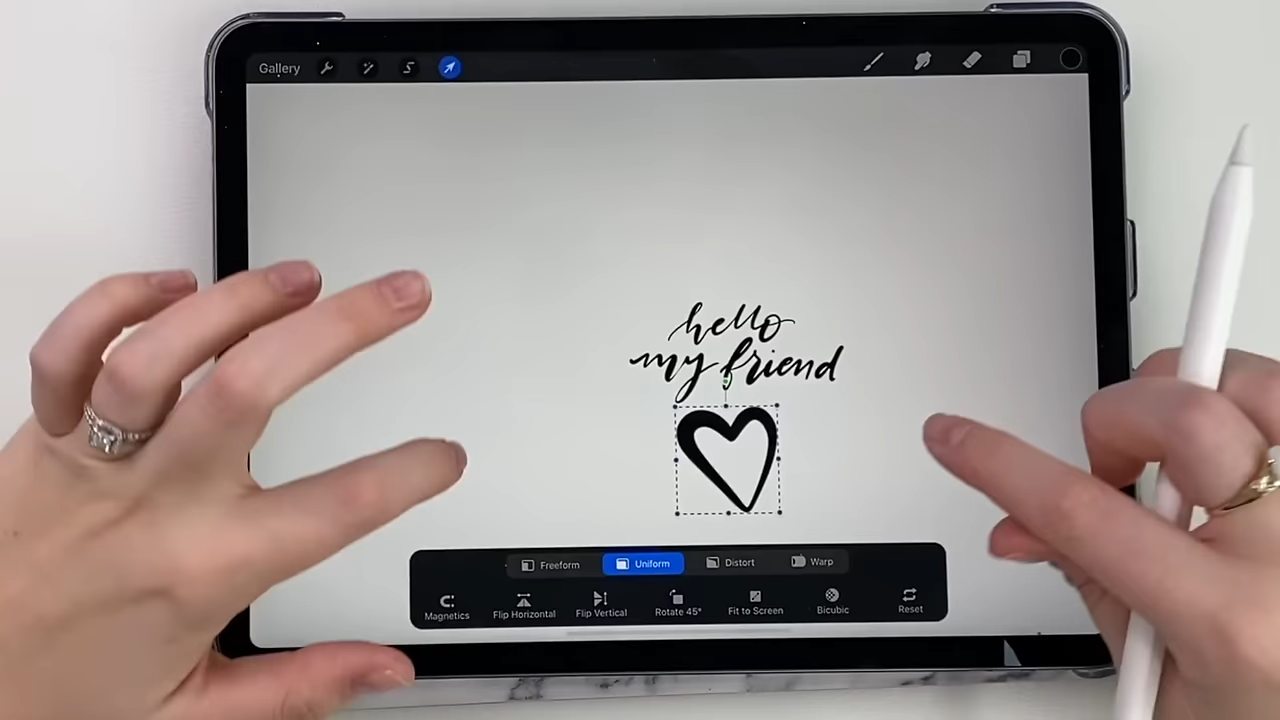 Gallery
hello
my friend
Freeform Uniform Distort Warp
Magnetics Flip Horizontal Flip Vertical Rotate 45° Fit to Screen Bicubic Reset